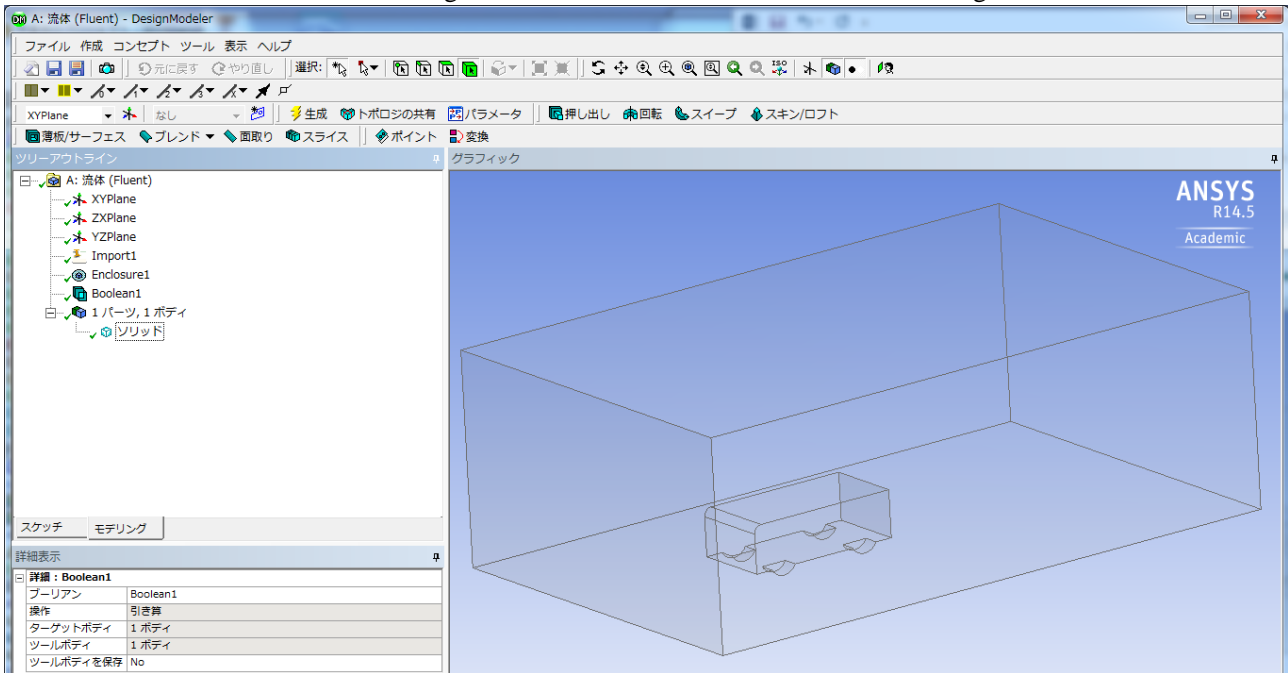 A: 流体 (Fluent) - DesignModeler
ファイル 作成 コンセプト ツール 表示 ヘルプ
元に戻す やり直し 選択:
XYPlane なし 生成 トポロジの共有 パラメータ 押し出し 回転 スイープ スキン/ロフト
薄板/サーフェス ブレンド 面取り スライス ポイント 変換
ツリーアウトライン
A: 流体 (Fluent)
XYPlane
ZXPlane
YZPlane
Import1
Enclosure1
Boolean1
1 パーツ, 1 ボディ
ソリッド
スケッチ モデリング
詳細表示
詳細 : Boolean1
ブーリアン Boolean1
操作 引き算
ターゲットボディ 1 ボディ
ツールボディ 1 ボディ
ツールボディを保存 No
グラフィック
ANSYS
R14.5
Academic